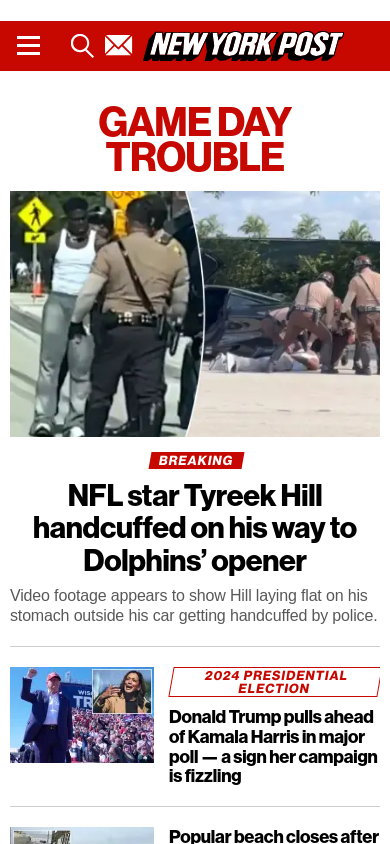 NEW YORK POST
GAME DAY
TROUBLE
BREAKING
NFL star Tyreek Hill
handcuffed on his way to
Dolphins’ opener
Video footage appears to show Hill laying flat on his
stomach outside his car getting handcuffed by police.
2024 PRESIDENTIAL
ELECTION
Donald Trump pulls ahead
of Kamala Harris in major
poll — a sign her campaign
is fizzling
Popular beach closes after